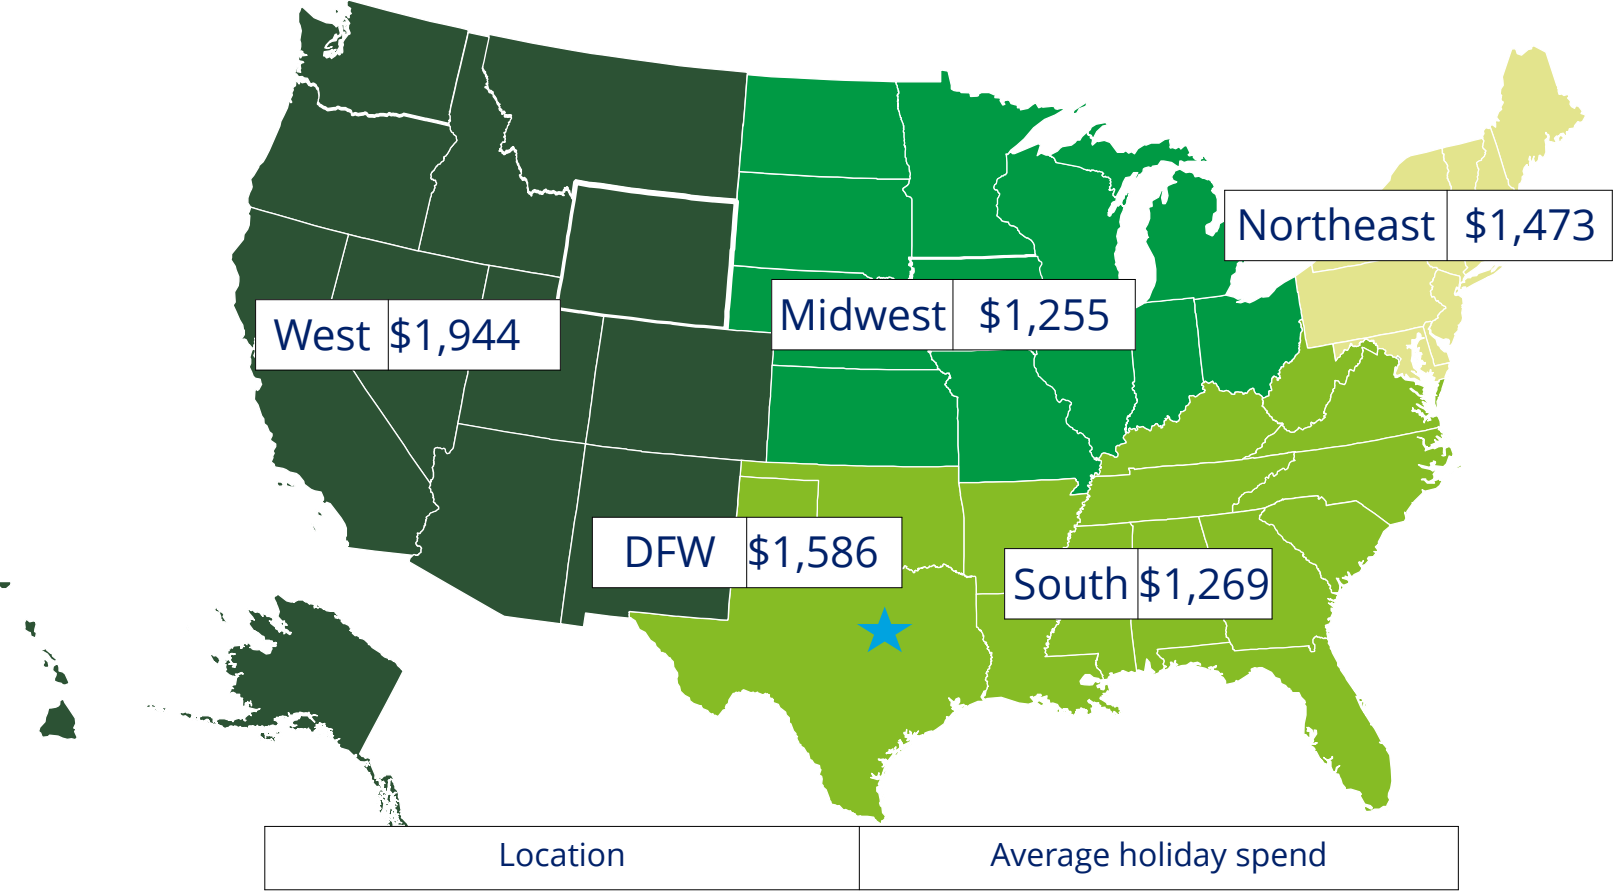 Northeast $1,473
Midwest $1,255
West $1,944
DFW $1,586
South $1,269
Location Average holiday spend